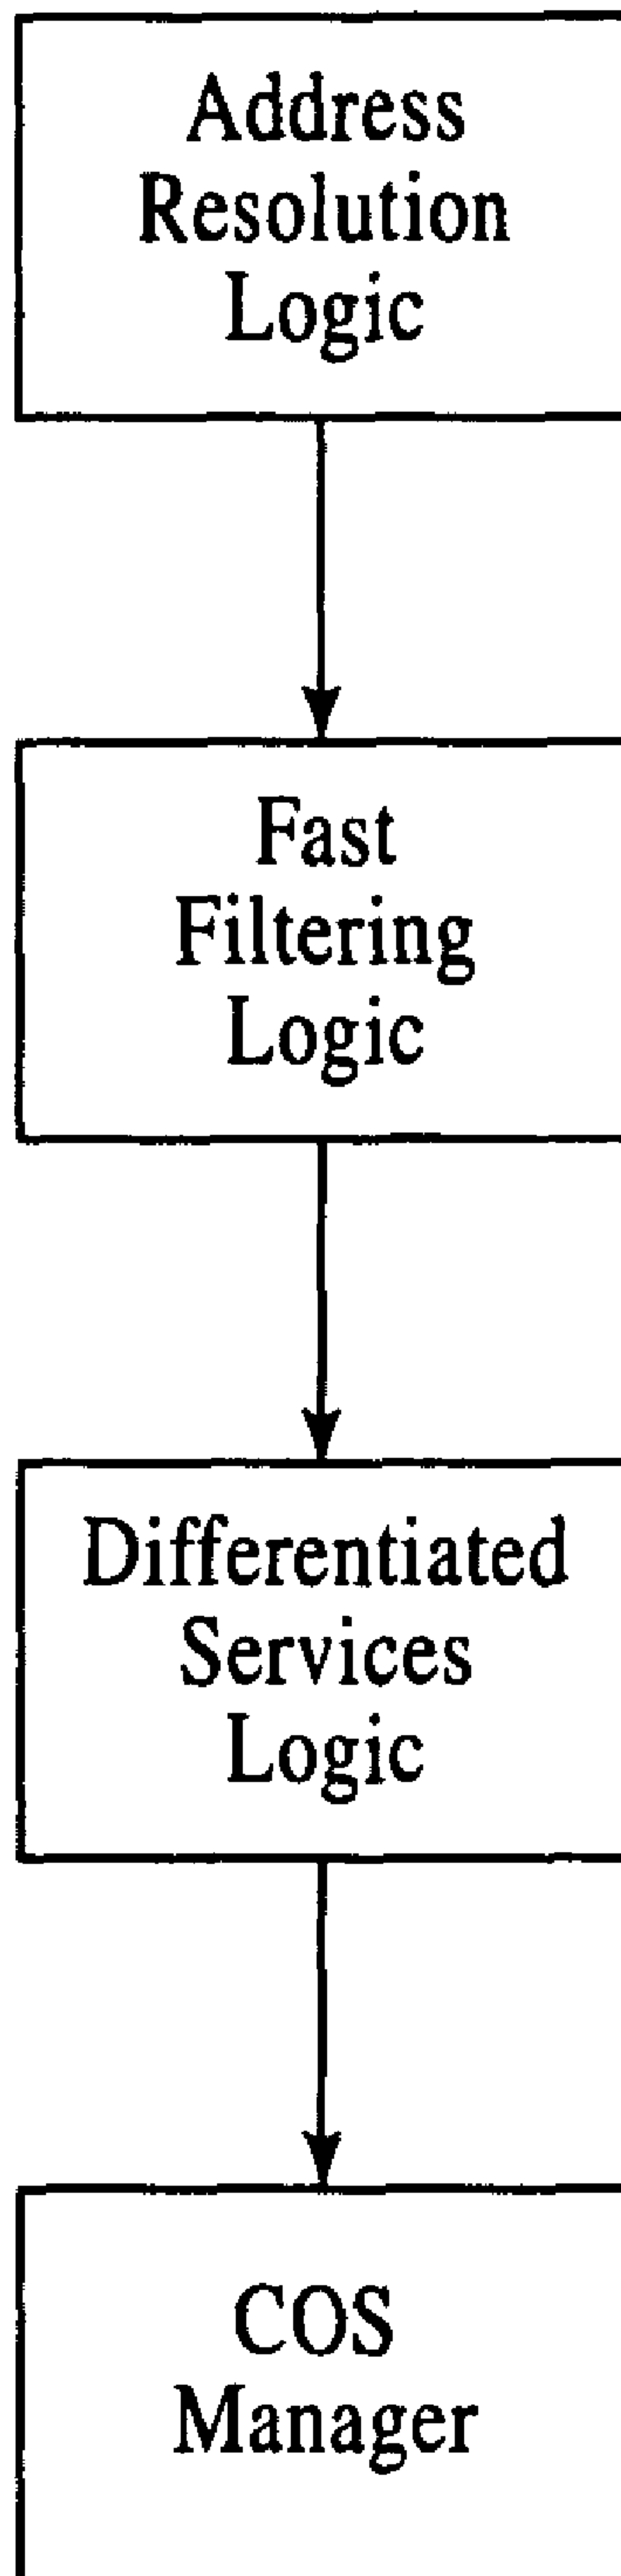 Address
Resolution
Logic
Fast
Filtering
Logic
Differentiated
Services
Logic
COS
Manager